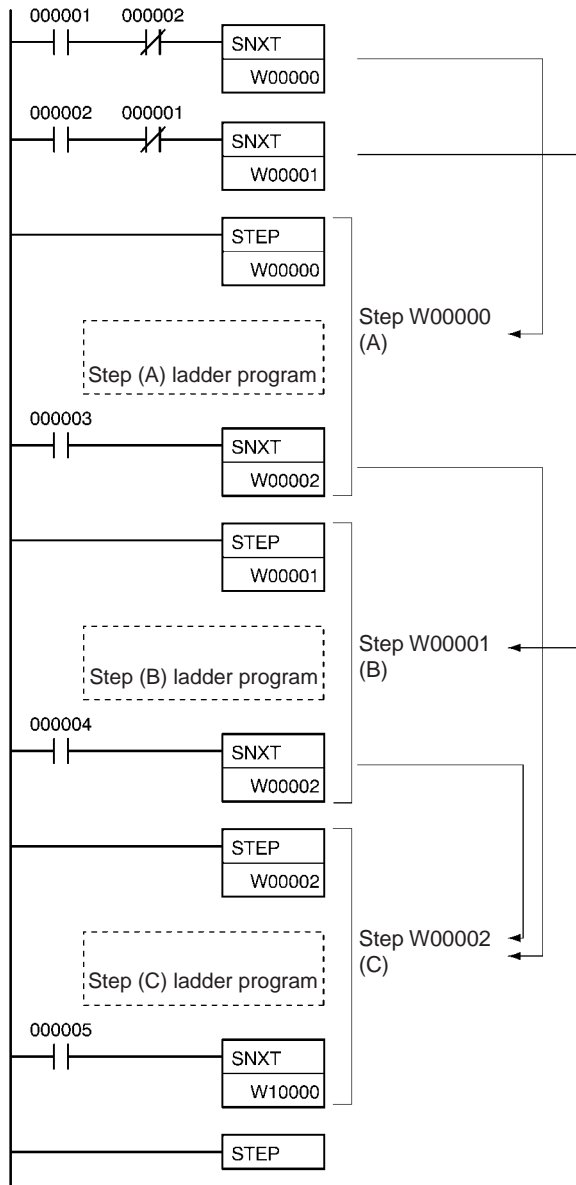 000001 000002
SNXT
W00000
000002 000001
SNXT
W00001
STEP
W00000
Step W00000
(A)
Step (A) ladder program
000003
SNXT
W00002
STEP
W00001
Step W00001
(B)
Step (B) ladder program
000004
SNXT
W00002
STEP
W00002
Step W00002
(C)
Step (C) ladder program
000005
SNXT
W10000
STEP